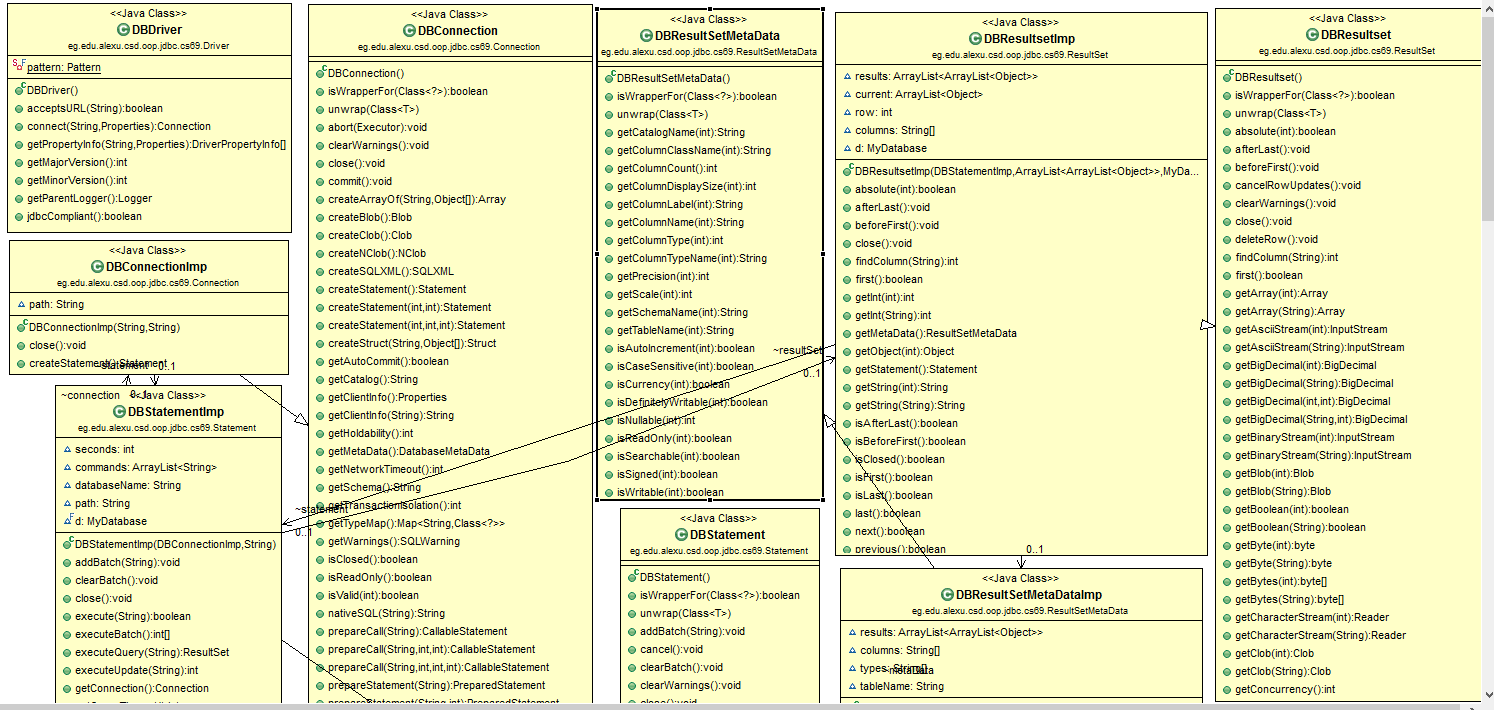 <<Java Class>>
DBDriver
eg.edu.alexu.csd.oop.jdbc.cs69.Driver
pattern: Pattern
DBDriver()
acceptsURL(String):boolean
connect(String,Properties):Connection
getPropertyInfo(String,Properties):DriverPropertyInfo[]
getMajorVersion():int
getMinorVersion():int
getParentLogger():Logger
jdbcCompliant():boolean
<<Java Class>>
DBConnectionImp
eg.edu.alexu.csd.oop.jdbc.cs69.Connection
path: String
DBConnectionImp(String,String)
close():void
createStatement():Statement
~statement
0..1
~connection
0..1
<<Java Class>>
DBStatementImp
eg.edu.alexu.csd.oop.jdbc.cs69.Statement
seconds: int
commands: ArrayList<String>
databaseName: String
path: String
d: MyDatabase
DBStatementImp(DBConnectionImp,String)
addBatch(String):void
clearBatch():void
close():void
execute(String):boolean
executeBatch():int[]
executeQuery(String):ResultSet
executeUpdate(String):int
getConnection():Connection
<<Java Class>>
DBConnection
eg.edu.alexu.csd.oop.jdbc.cs69.Connection
DBConnection()
isWrapperFor(Class<?>):boolean
unwrap(Class<T>)
abort(Executor):void
clearWarnings():void
close():void
commit():void
createArrayOf(String,Object[]):Array
createBlob():Blob
createClob():Clob
createNClob():NClob
createSQLXML():SQLXML
createStatement():Statement
createStatement(int,int):Statement
createStatement(int,int,int):Statement
createStruct(String,Object[]):Struct
getAutoCommit():boolean
getCatalog():String
getClientInfo():Properties
getClientInfo(String):String
getHoldability():int
getMetaData():DatabaseMetaData
getNetworkTimeout():int
getSchema():String
getTransactionIsolation():int
getTypeMap():Map<String,Class<?>>
getWarnings():SQLWarning
isClosed():boolean
isReadOnly():boolean
isValid(int):boolean
nativeSQL(String):String
prepareCall(String):CallableStatement
prepareCall(String,int,int):CallableStatement
prepareCall(String,int,int,int):CallableStatement
prepareStatement(String):PreparedStatement
prepareStatement(String,int):PreparedStatement
~statement
0..1
<<Java Class>>
DBResultSetMetaData
eg.edu.alexu.csd.oop.jdbc.cs69.ResultSetMetaData
DBResultSetMetaData()
isWrapperFor(Class<?>):boolean
unwrap(Class<T>)
getCatalogName(int):String
getColumnClassName(int):String
getColumnCount():int
getColumnDisplaySize(int):int
getColumnLabel(int):String
getColumnName(int):String
getColumnType(int):int
getColumnTypeName(int):String
getPrecision(int):int
getScale(int):int
getSchemaName(int):String
getTableName(int):String
isAutoIncrement(int):boolean
isCaseSensitive(int):boolean
isCurrency(int):boolean
isDefinitelyWritable(int):boolean
isNullable(int):int
isReadOnly(int):boolean
isSearchable(int):boolean
isSigned(int):boolean
isWritable(int):boolean
~resultSet
0..1
<<Java Class>>
DBStatement
eg.edu.alexu.csd.oop.jdbc.cs69.Statement
DBStatement()
isWrapperFor(Class<?>):boolean
unwrap(Class<T>)
addBatch(String):void
cancel():void
clearBatch():void
clearWarnings():void
close():void
<<Java Class>>
DBResultsetImp
eg.edu.alexu.csd.oop.jdbc.cs69.ResultSet
results: ArrayList<ArrayList<Object>>
current: ArrayList<Object>
row: int
columns: String[]
d: MyDatabase
DBResultsetImp(DBStatementImp,ArrayList<ArrayList<Object>>,MyDa...
absolute(int):boolean
afterLast():void
beforeFirst():void
close():void
findColumn(String):int
first():boolean
getInt(int):int
getInt(String):int
getMetaData():ResultSetMetaData
getObject(int):Object
getStatement():Statement
getString(int):String
getString(String):String
isAfterLast():boolean
isBeforeFirst():boolean
isClosed():boolean
isFirst():boolean
isLast():boolean
last():boolean
next():boolean
previous():boolean
0..1
<<Java Class>>
DBResultSetMetaDataImp
eg.edu.alexu.csd.oop.jdbc.cs69.ResultSetMetaData
results: ArrayList<ArrayList<Object>>
columns: String[]
types: String[]
~metaData
tableName: String
<<Java Class>>
DBResultset
eg.edu.alexu.csd.oop.jdbc.cs69.ResultSet
DBResultset()
isWrapperFor(Class<?>):boolean
unwrap(Class<T>)
absolute(int):boolean
afterLast():void
beforeFirst():void
cancelRowUpdates():void
clearWarnings():void
close():void
deleteRow():void
findColumn(String):int
first():boolean
getArray(int):Array
getArray(String):Array
getAsciiStream(int):InputStream
getAsciiStream(String):InputStream
getBigDecimal(int):BigDecimal
getBigDecimal(String):BigDecimal
getBigDecimal(int,int):BigDecimal
getBigDecimal(String,int):BigDecimal
getBinaryStream(int):InputStream
getBinaryStream(String):InputStream
getBlob(int):Blob
getBlob(String):Blob
getBoolean(int):boolean
getBoolean(String):boolean
getByte(int):byte
getByte(String):byte
getBytes(int):byte[]
getBytes(String):byte[]
getCharacterStream(int):Reader
getCharacterStream(String):Reader
getClob(int):Clob
getClob(String):Clob
getConcurrency():int